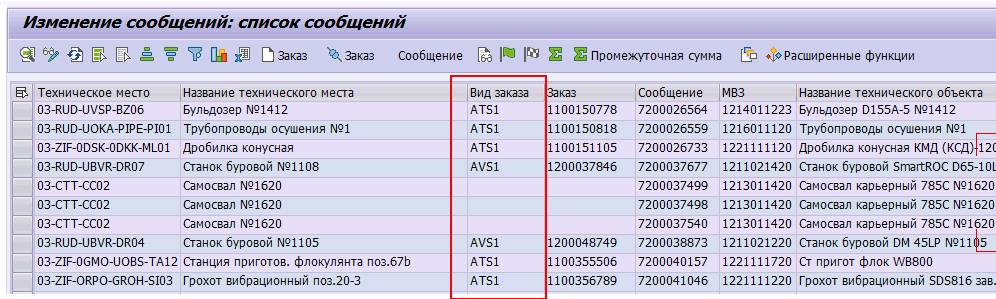 Изменение сообщений: список сообщений
Заказ Заказ Сообщение Промежуточная сумма Расширенные функции
Техническое место Название технического места Вид заказа Заказ Сообщение МВЗ Название технического объекта
03-RUD-UVSP-BZ06 Бульдозер №1412 ATS1 1100150778 7200026564 1214011223 Бульдозер D155A-5 №1412
03-RUD-UOKA-PIPE-PI01 Трубопроводы осушения №1 ATS1 1100150818 7200026559 1216011120 Трубопроводы осушения №1
03-ZIF-0DSK-0DKK-ML01 Дробилка конусная ATS1 1100151105 7200026733 1221111120 Дробилка конусная КМД (КСД)-120
03-RUD-UBVR-DR07 Станок буровой №1108 AVS1 1200037846 7200037677 1211021420 Станок буровой SmartROC D65-10L
03-CTT-CC02 Самосвал №1620 7200037499 1213011420 Самосвал карьерный 785C №1620
03-CTT-CC02 Самосвал №1620 7200037498 1213011420 Самосвал карьерный 785C №1620
03-CTT-CC02 Самосвал №1620 7200037540 1213011420 Самосвал карьерный 785C №1620
03-RUD-UBVR-DR04 Станок буровой №1105 AVS1 1200048749 7200038873 1211021220 Станок буровой DM 45LP №1105
03-ZIF-0GMO-UOBS-TA12 Станция приготов. флокулянта поз.67b ATS1 1100355506 7200040157 1221111720 Ст пригот флок WB800
03-ZIF-ORPO-GROH-SI03 Грохот вибрационный поз.20-3 ATS1 1100356789 7200041046 1221111720 Грохот вибрационный SDS816 зав.